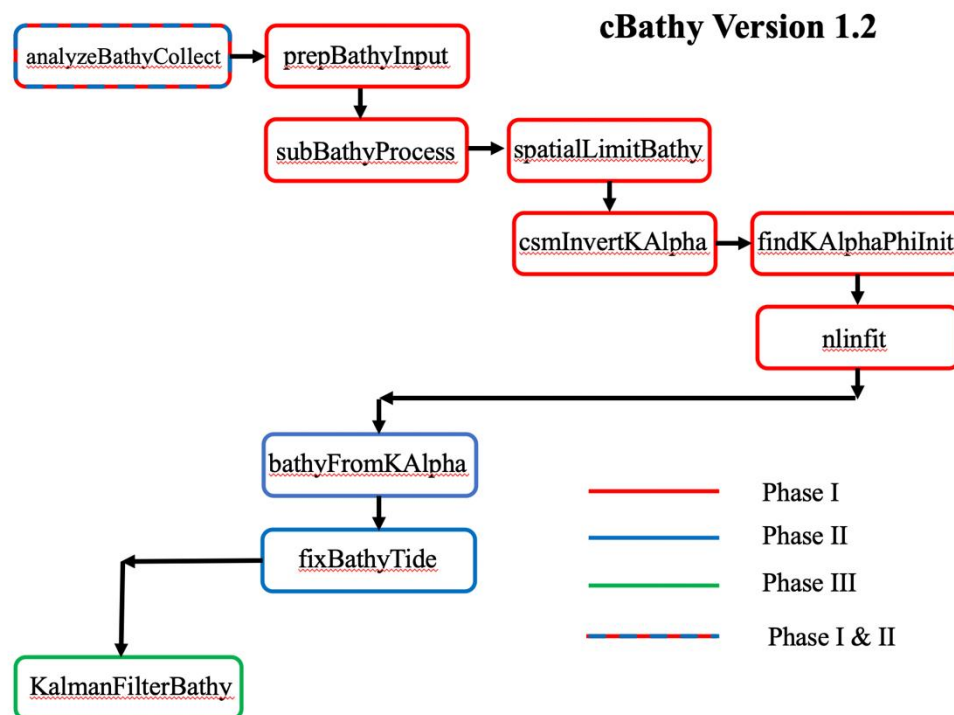 cBathy Version 1.2
analyzeBathyCollect
prepBathyInput
subBathyProcess
spatialLimitBathy
csmInvertKAlpha
findKAlphaPhiInit
nlinfit
bathyFromKAlpha
fixBathyTide
KalmanFilterBathy
Phase I
Phase II
Phase III
Phase I & II